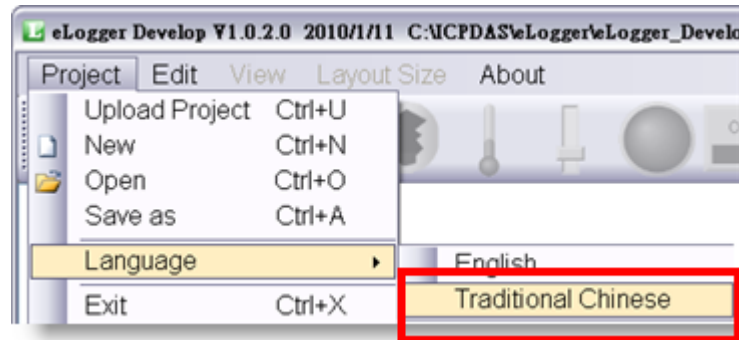 eLogger Develop V1.0.2.0 2010/1/11 C:\ICPDAS\eLogger\eLogger_Develo
Project Edit View Layout Size About
Upload Project Ctrl+U
New Ctrl+N
Open Ctrl+O
Save as Ctrl+A
Language
English
Traditional Chinese
Exit Ctrl+X